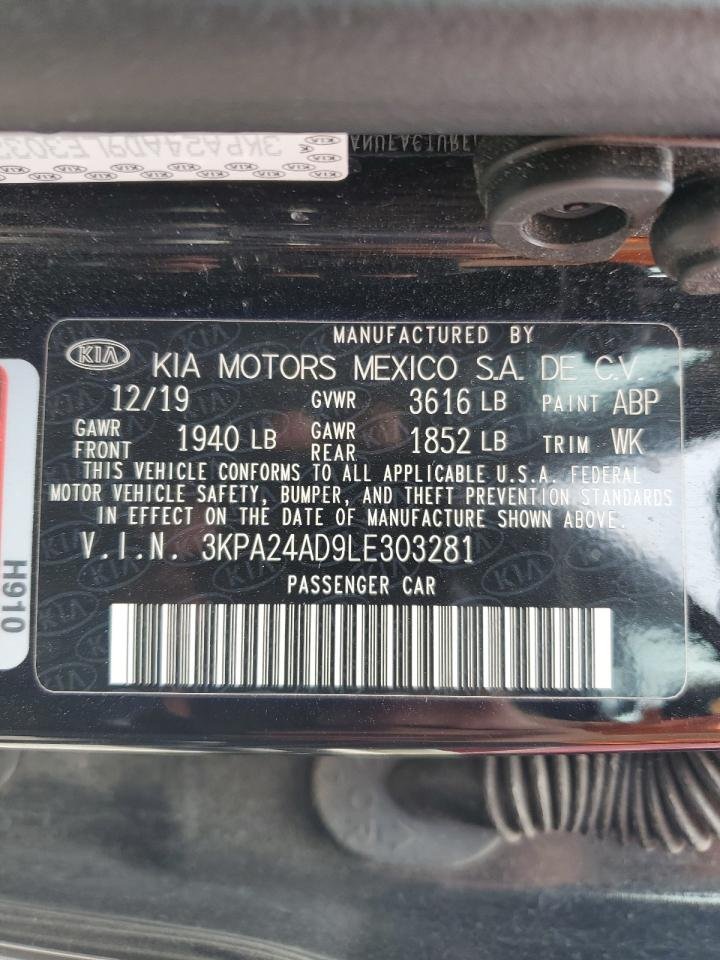 MANUFACTURED BY
KIA KIA MOTORS MEXICO S.A. DE C.V.
12/19 GVWR 3616 LB PAINT ABP
GAWR FRONT 1940 LB GAWR REAR 1852 LB TRIM WK
THIS VEHICLE CONFORMS TO ALL APPLICABLE U.S.A. FEDERAL
MOTOR VEHICLE SAFETY, BUMPER, AND THEFT PREVENTION STANDARDS
IN EFFECT ON THE DATE OF MANUFACTURE SHOWN ABOVE.
V.I.N. 3KPA24AD9LE303281
PASSENGER CAR
H910